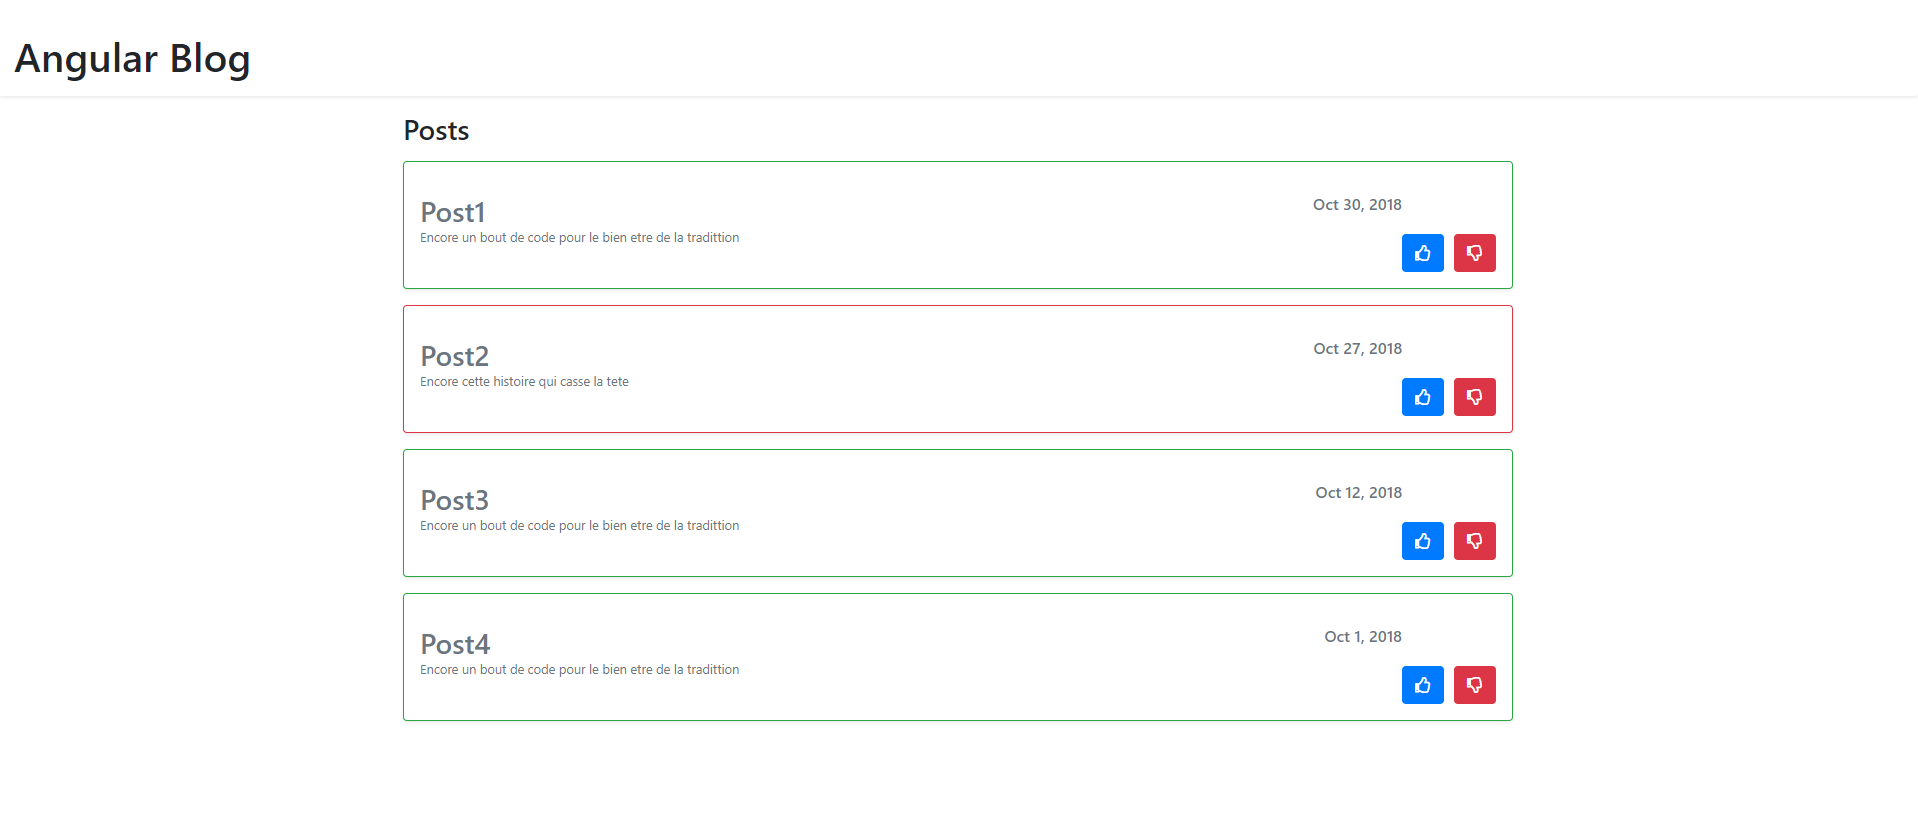 Angular Blog
Posts
Post1
Oct 30, 2018
Encore un bout de code pour le bien etre de la tradittion
Post2
Oct 27, 2018
Encore cette histoire qui casse la tete
Post3
Oct 12, 2018
Encore un bout de code pour le bien etre de la tradittion
Post4
Oct 1, 2018
Encore un bout de code pour le bien etre de la tradittion